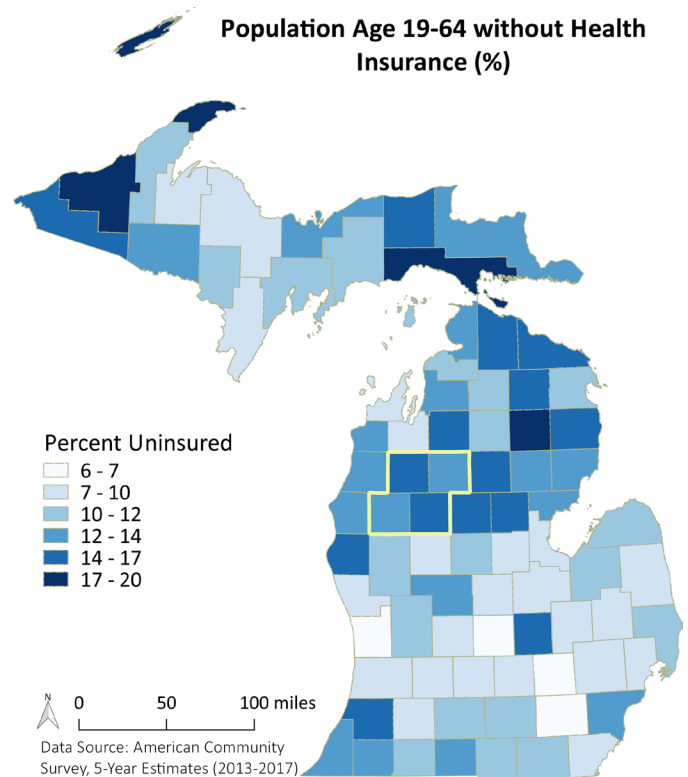 Population Age 19-64 without Health
Insurance (%)
Percent Uninsured
6 - 7
7 - 10
10 - 12
12 - 14
14 - 17
17 - 20
N
0 50 100 miles
Data Source: American Community
Survey, 5-Year Estimates (2013-2017)